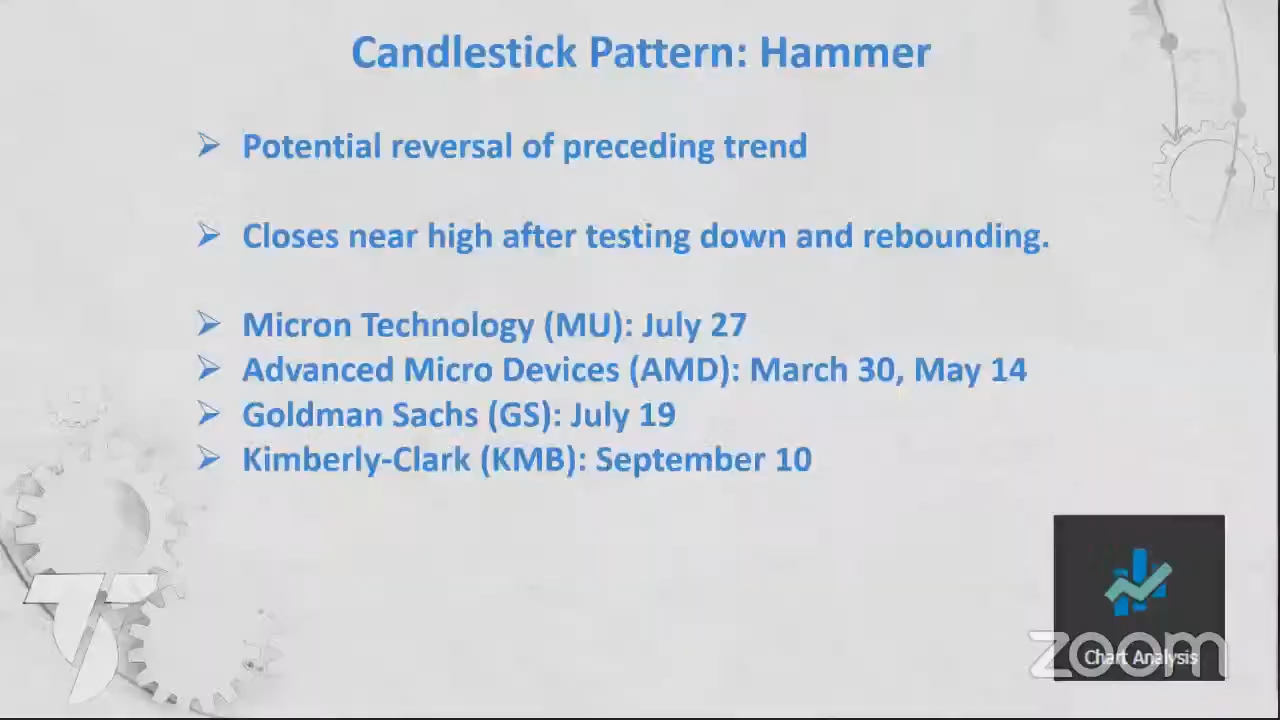 Candlestick Pattern: Hammer
Potential reversal of preceding trend
Closes near high after testing down and rebounding.
Micron Technology (MU): July 27
Advanced Micro Devices (AMD): March 30, May 14
Goldman Sachs (GS): July 19
Kimberly-Clark (KMB): September 10
zoom
Chart Analysis